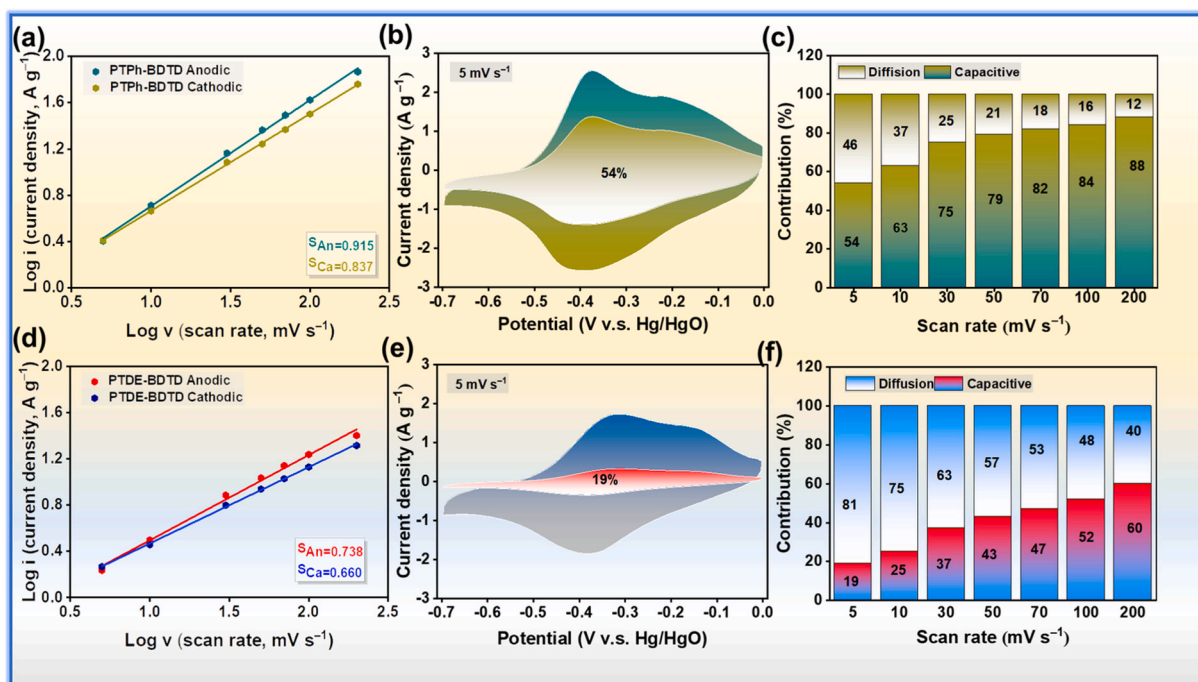 (a)
2.0
1.6
1.2
0.8
0.4
0.0
Log i (current density, A g⁻¹)
PTPh-BDTD Anodic
PTPh-BDTD Cathodic
S An=0.915
S Ca=0.837
0.5 1.0 1.5 2.0 2.5
Log v (scan rate, mV s⁻¹)
(b)
3
2
1
0
-1
-2
-3
Current density (A g⁻¹)
5 mV s⁻¹
54%
-0.7 -0.6 -0.5 -0.4 -0.3 -0.2 -0.1 0.0
Potential (V v.s. Hg/HgO)
(c)
120
100
80
60
40
20
0
Contribution (%)
Diffision Capacitive
46 37 25 21 18 16 12
54 63 75 79 82 84 88
5 10 30 50 70 100 200
Scan rate (mV s⁻¹)
(d)
2.0
1.6
1.2
0.8
0.4
0.0
Log i (current density, A g⁻¹)
PTDE-BDTD Anodic
PTDE-BDTD Cathodic
S An=0.738
S Ca=0.660
0.5 1.0 1.5 2.0 2.5
Log v (scan rate, mV s⁻¹)
(e)
3
2
1
0
-1
-2
-3
Current density (A g⁻¹)
5 mV s⁻¹
19%
-0.7 -0.6 -0.5 -0.4 -0.3 -0.2 -0.1 0.0
Potential (V v.s. Hg/HgO)
(f)
120
100
80
60
40
20
0
Contribution (%)
Diffusion Capacitive
81 75 63 57 53 48 40
19 25 37 43 47 52 60
5 10 30 50 70 100 200
Scan rate (mV s⁻¹)